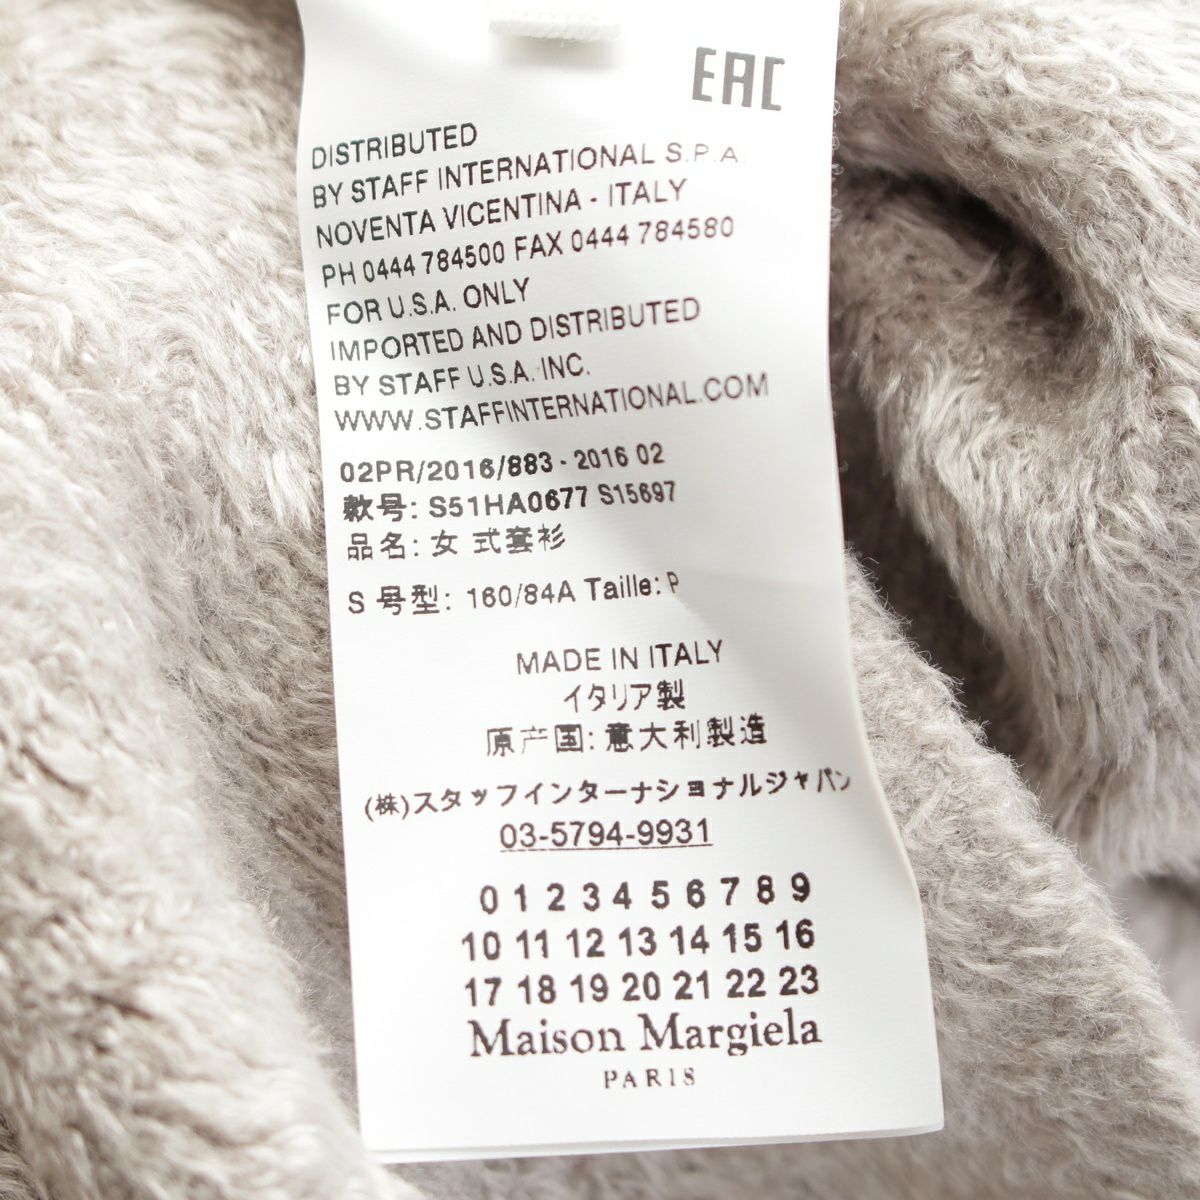 EAC
DISTRIBUTED
BY STAFF INTERNATIONAL S.P.A.
NOVENTA VICENTINA - ITALY
PH 0444 784500 FAX 0444 784580
FOR U.S.A. ONLY
IMPORTED AND DISTRIBUTED
BY STAFF U.S.A. INC.
WWW.STAFFINTERNATIONAL.COM
02PR/2016/883 - 2016 02
款号: S51HA0677 S15697
品名: 女 式套衫
S 号型: 160/84A Taille: P
MADE IN ITALY
イタリア製
原产国: 意大利製造
(株)スタッフインターナショナルジャパン
03-5794-9931
0 1 2 3 4 5 6 7 8 9
10 11 12 13 14 15 16
17 18 19 20 21 22 23
Maison Margiela
PARIS